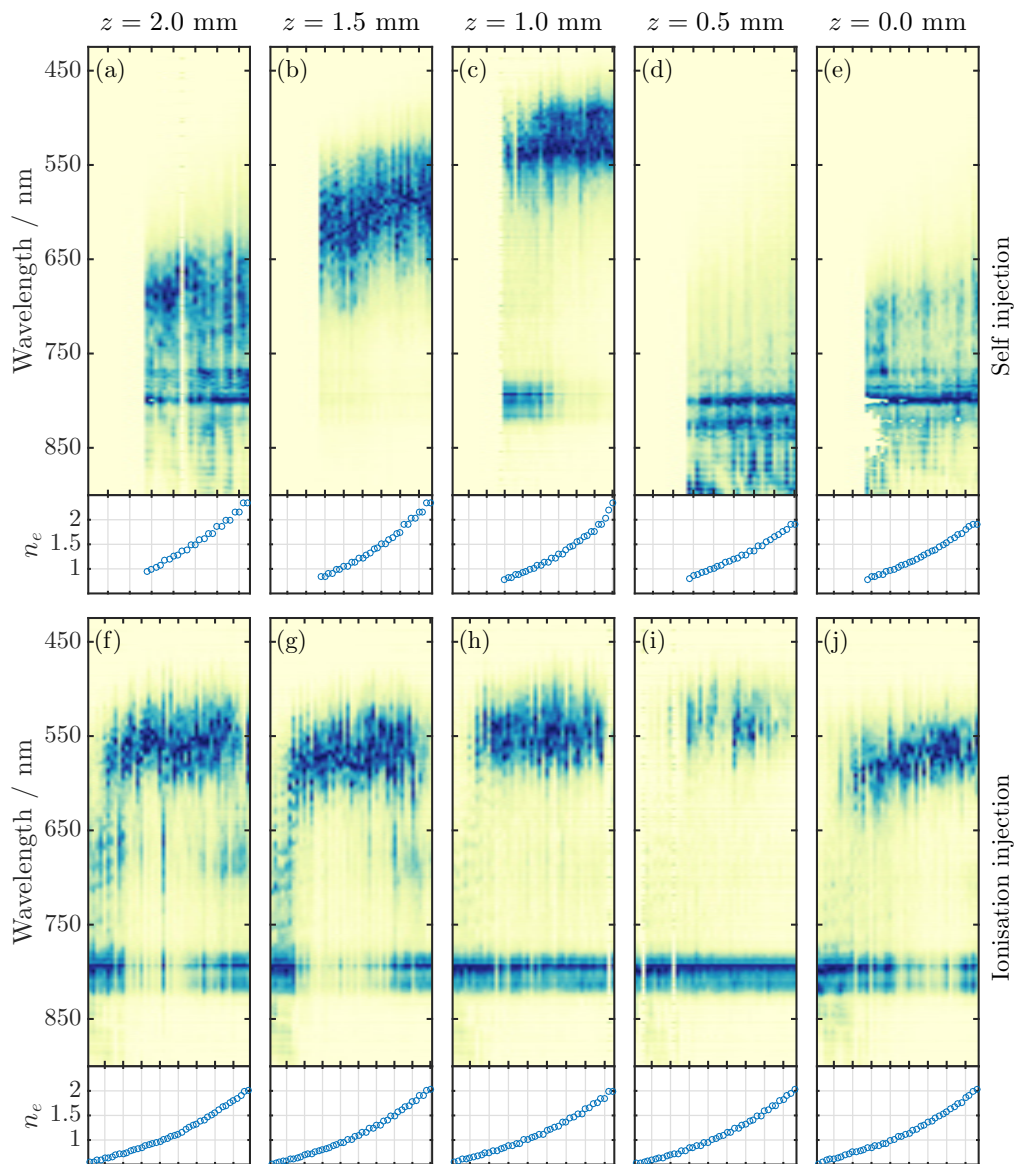 z = 2.0 mm
z = 1.5 mm
z = 1.0 mm
z = 0.5 mm
z = 0.0 mm
(a)
(b)
(c)
(d)
(e)
450
550
650
750
850
Wavelength / nm
Self injection
2
1.5
1
n_e
(f)
(g)
(h)
(i)
(j)
450
550
650
750
850
Wavelength / nm
Ionisation injection
2
1.5
1
n_e